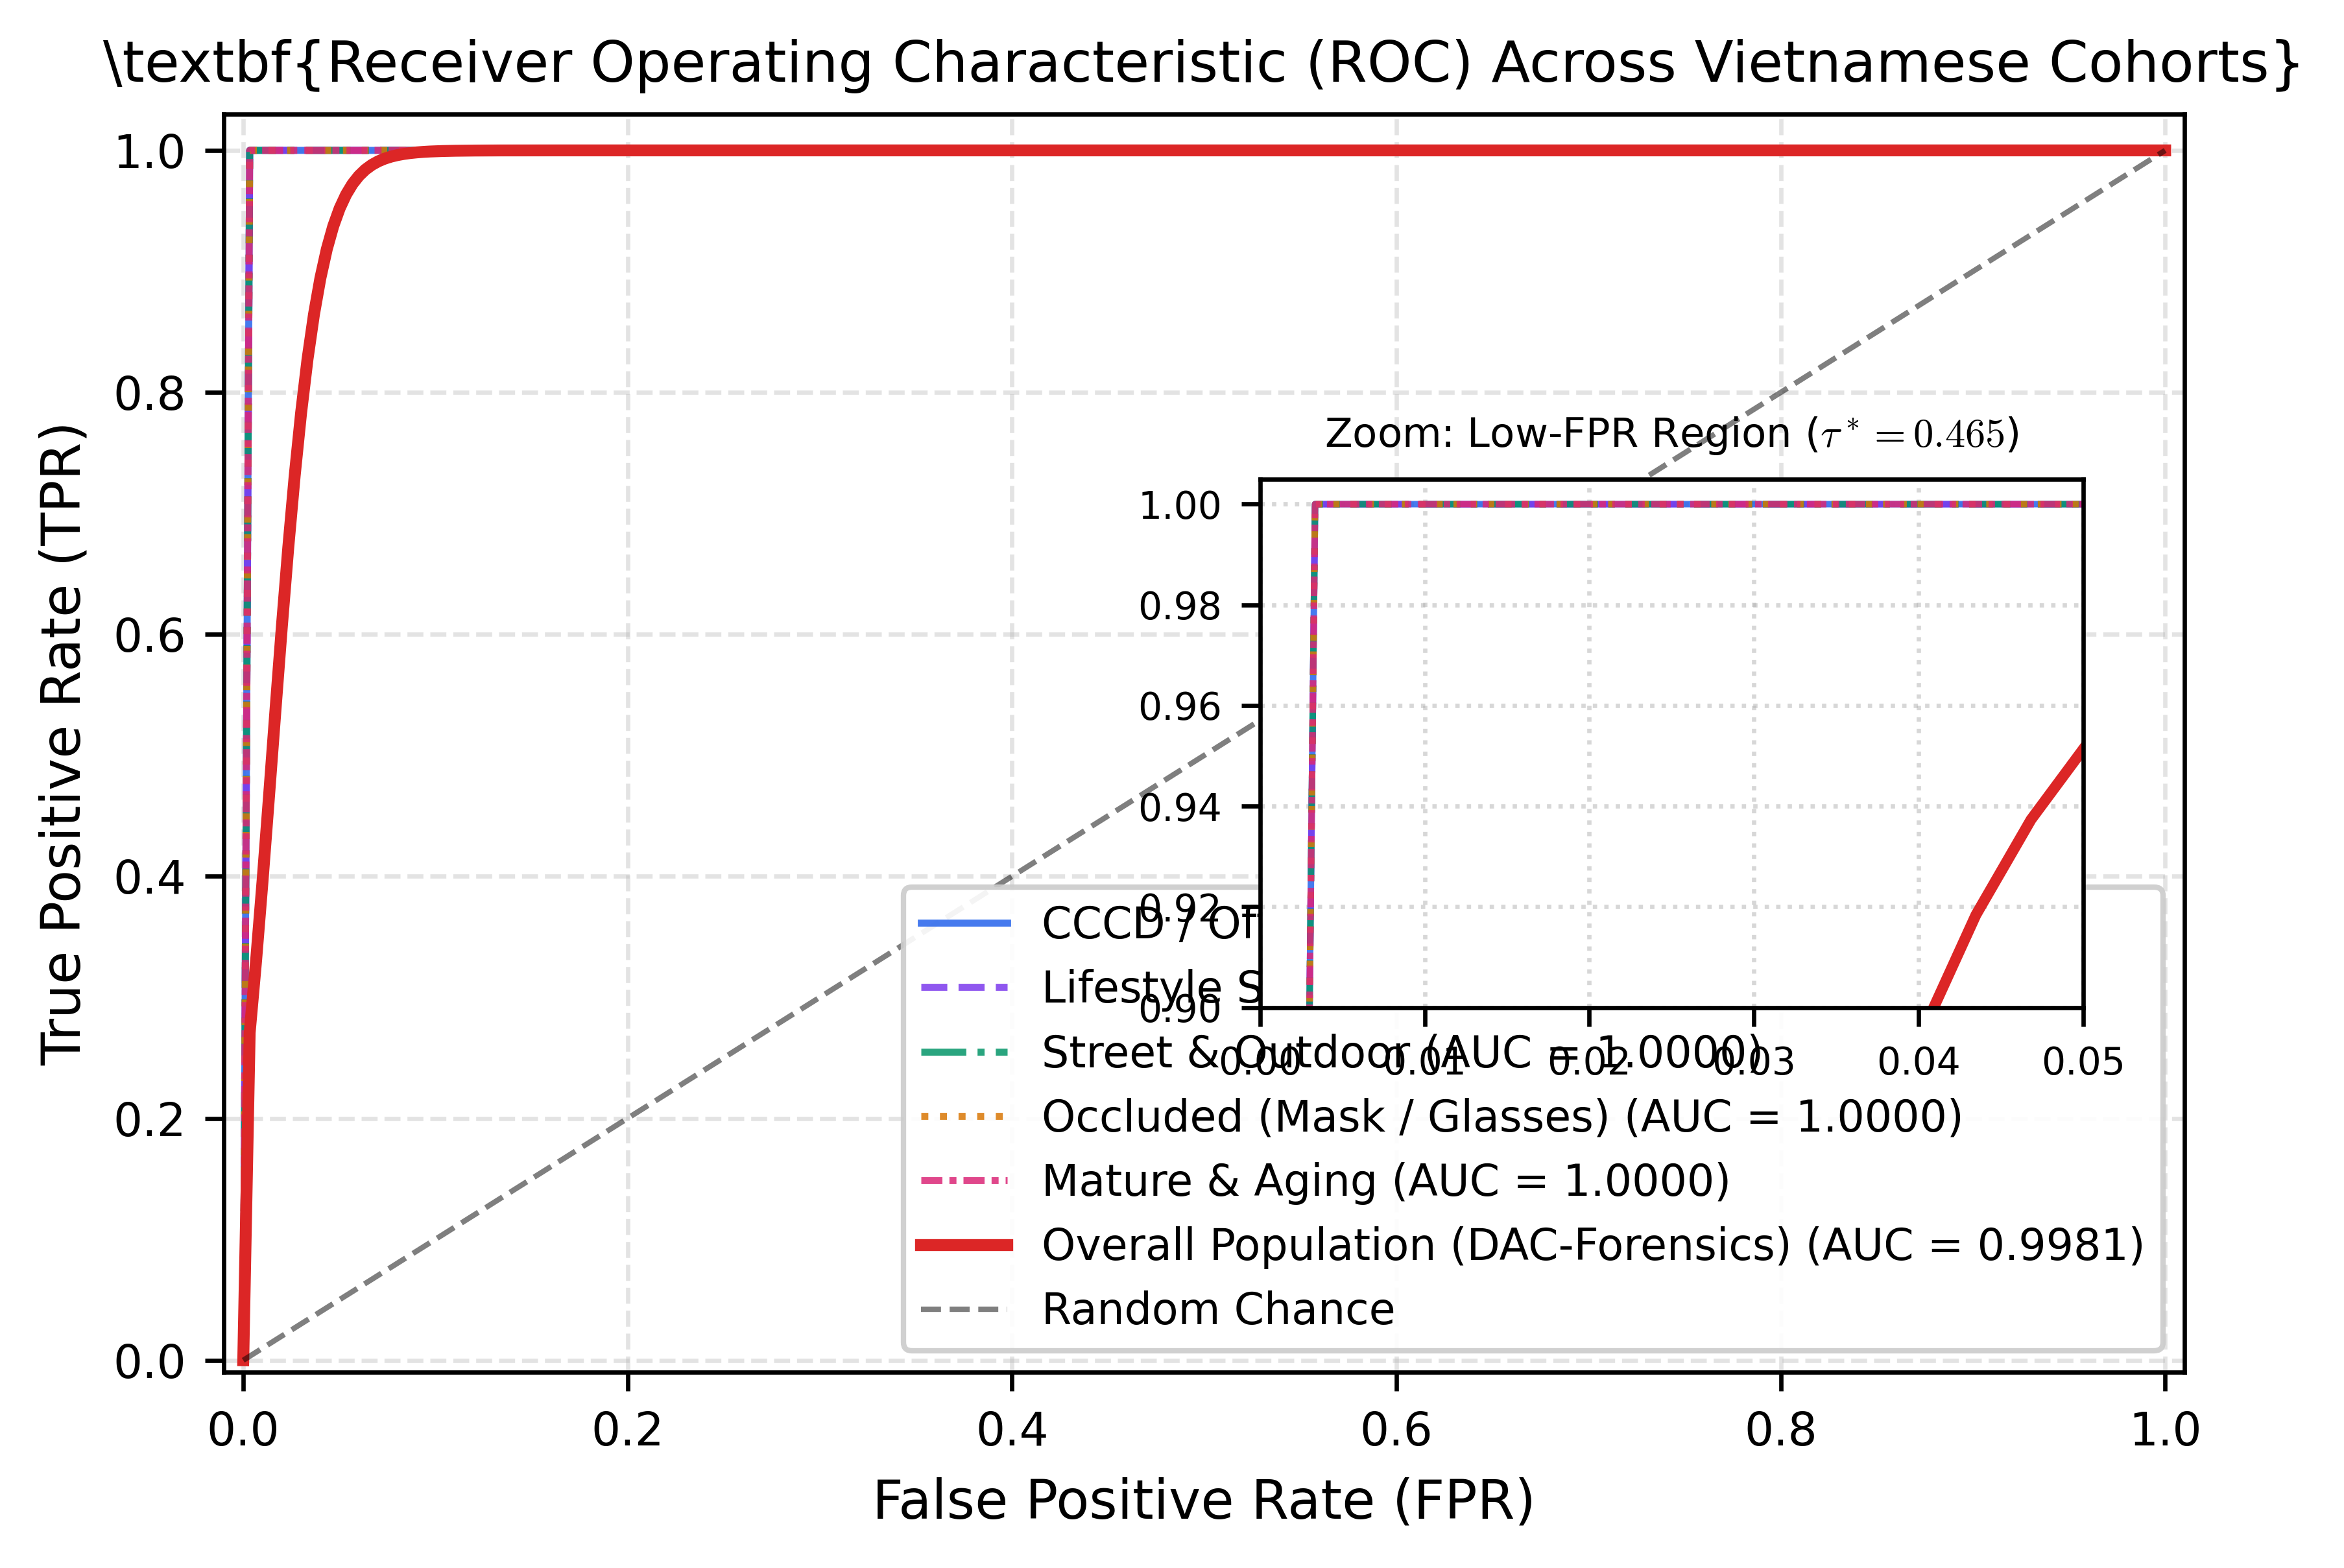 \textbf{Receiver Operating Characteristic (ROC) Across Vietnamese Cohorts}
True Positive Rate (TPR)
1.0
0.8
0.6
0.4
0.2
0.0
Zoom: Low-FPR Region (τ* = 0.465)
1.00
0.98
0.96
0.94
0.92
0.90
0.00 0.01 0.02 0.03 0.04 0.05
CCCD /
Lifestyle
Street & Outdoor (AUC = 1.0000)
Occluded (Mask / Glasses) (AUC = 1.0000)
Mature & Aging (AUC = 1.0000)
Overall Population (DAC-Forensics) (AUC = 0.9981)
Random Chance
0.0 0.2 0.4 0.6 0.8 1.0
False Positive Rate (FPR)